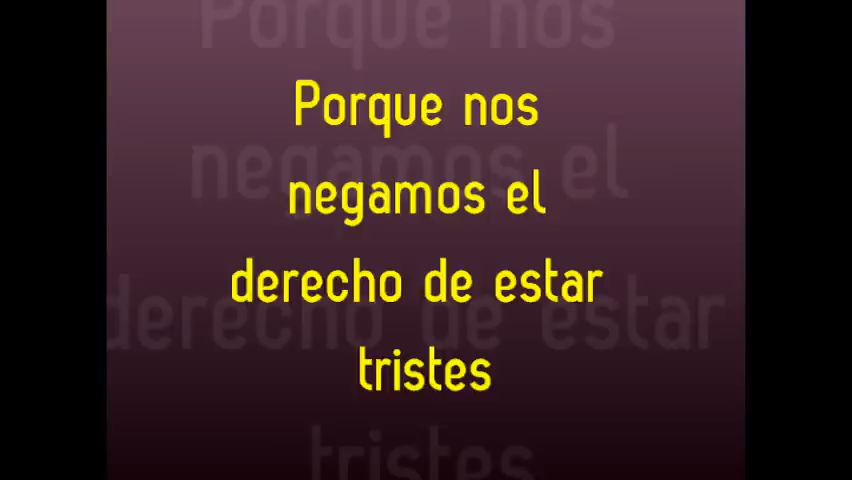 Porque nos
negamos el
derecho de estar
tristes